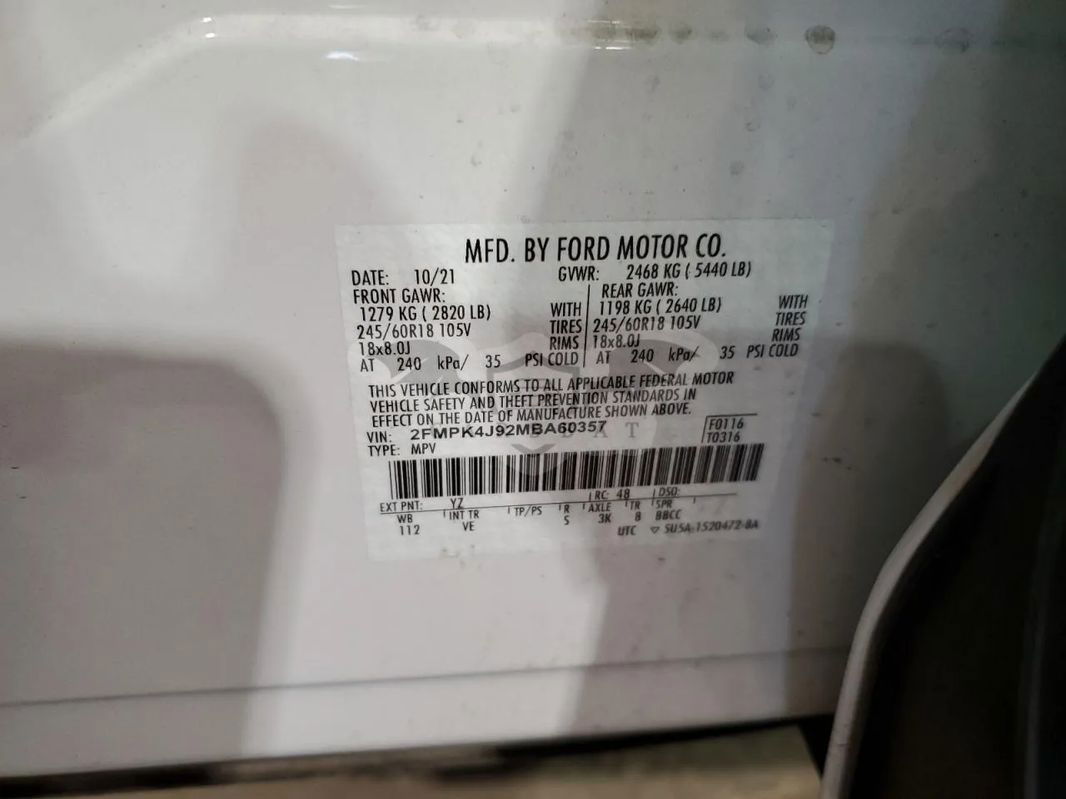 MFD. BY FORD MOTOR CO.
DATE: 10/21 GVWR: 2468 KG ( 5440 LB)
FRONT GAWR: REAR GAWR:
1279 KG ( 2820 LB) WITH 1198 KG ( 2640 LB) WITH
245/60R18 105V TIRES 245/60R18 105V TIRES
18x8.0J RIMS 18x8.0J RIMS
AT 240 kPa/ 35 PSI COLD AT 240 kPa/ 35 PSI COLD
THIS VEHICLE CONFORMS TO ALL APPLICABLE FEDERAL MOTOR
VEHICLE SAFETY AND THEFT PREVENTION STANDARDS IN
EFFECT ON THE DATE OF MANUFACTURE SHOWN ABOVE.
VIN: 2FMPK4J92MBA60357 F0116
TYPE: MPV T0316
EXT PNT: YZ RC: 48 DSO:
WB INT TR TP/PS R AXLE TR SPR
112 VE S 3K 8 BBCC
UTC ▽ SU5A-1520472-BA